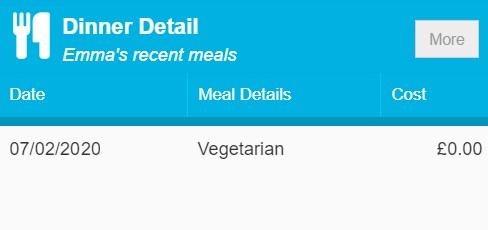 Dinner Detail
Emma's recent meals
More
Date Meal Details Cost
07/02/2020 Vegetarian £0.00